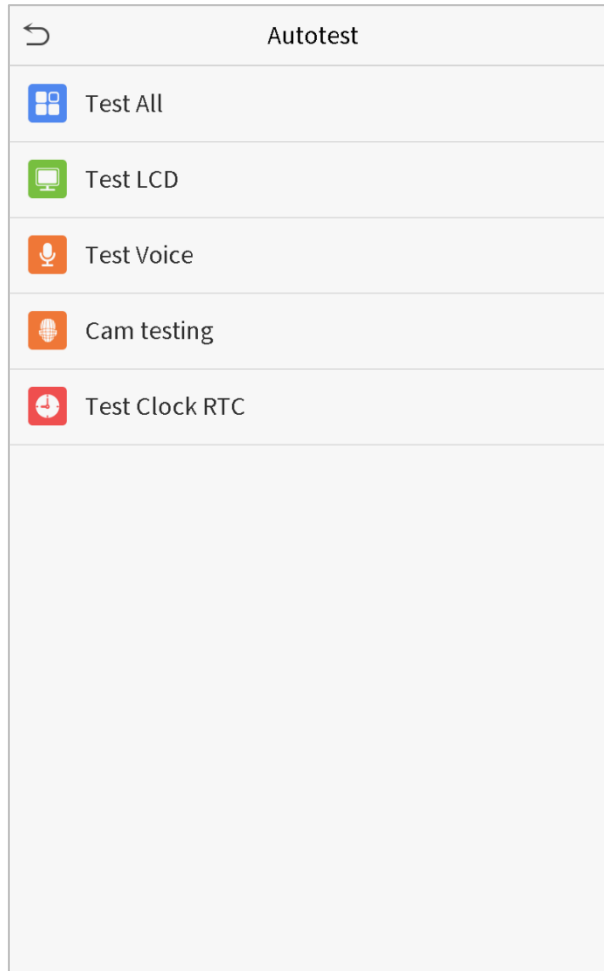 Autotest
Test All
Test LCD
Test Voice
Cam testing
Test Clock RTC